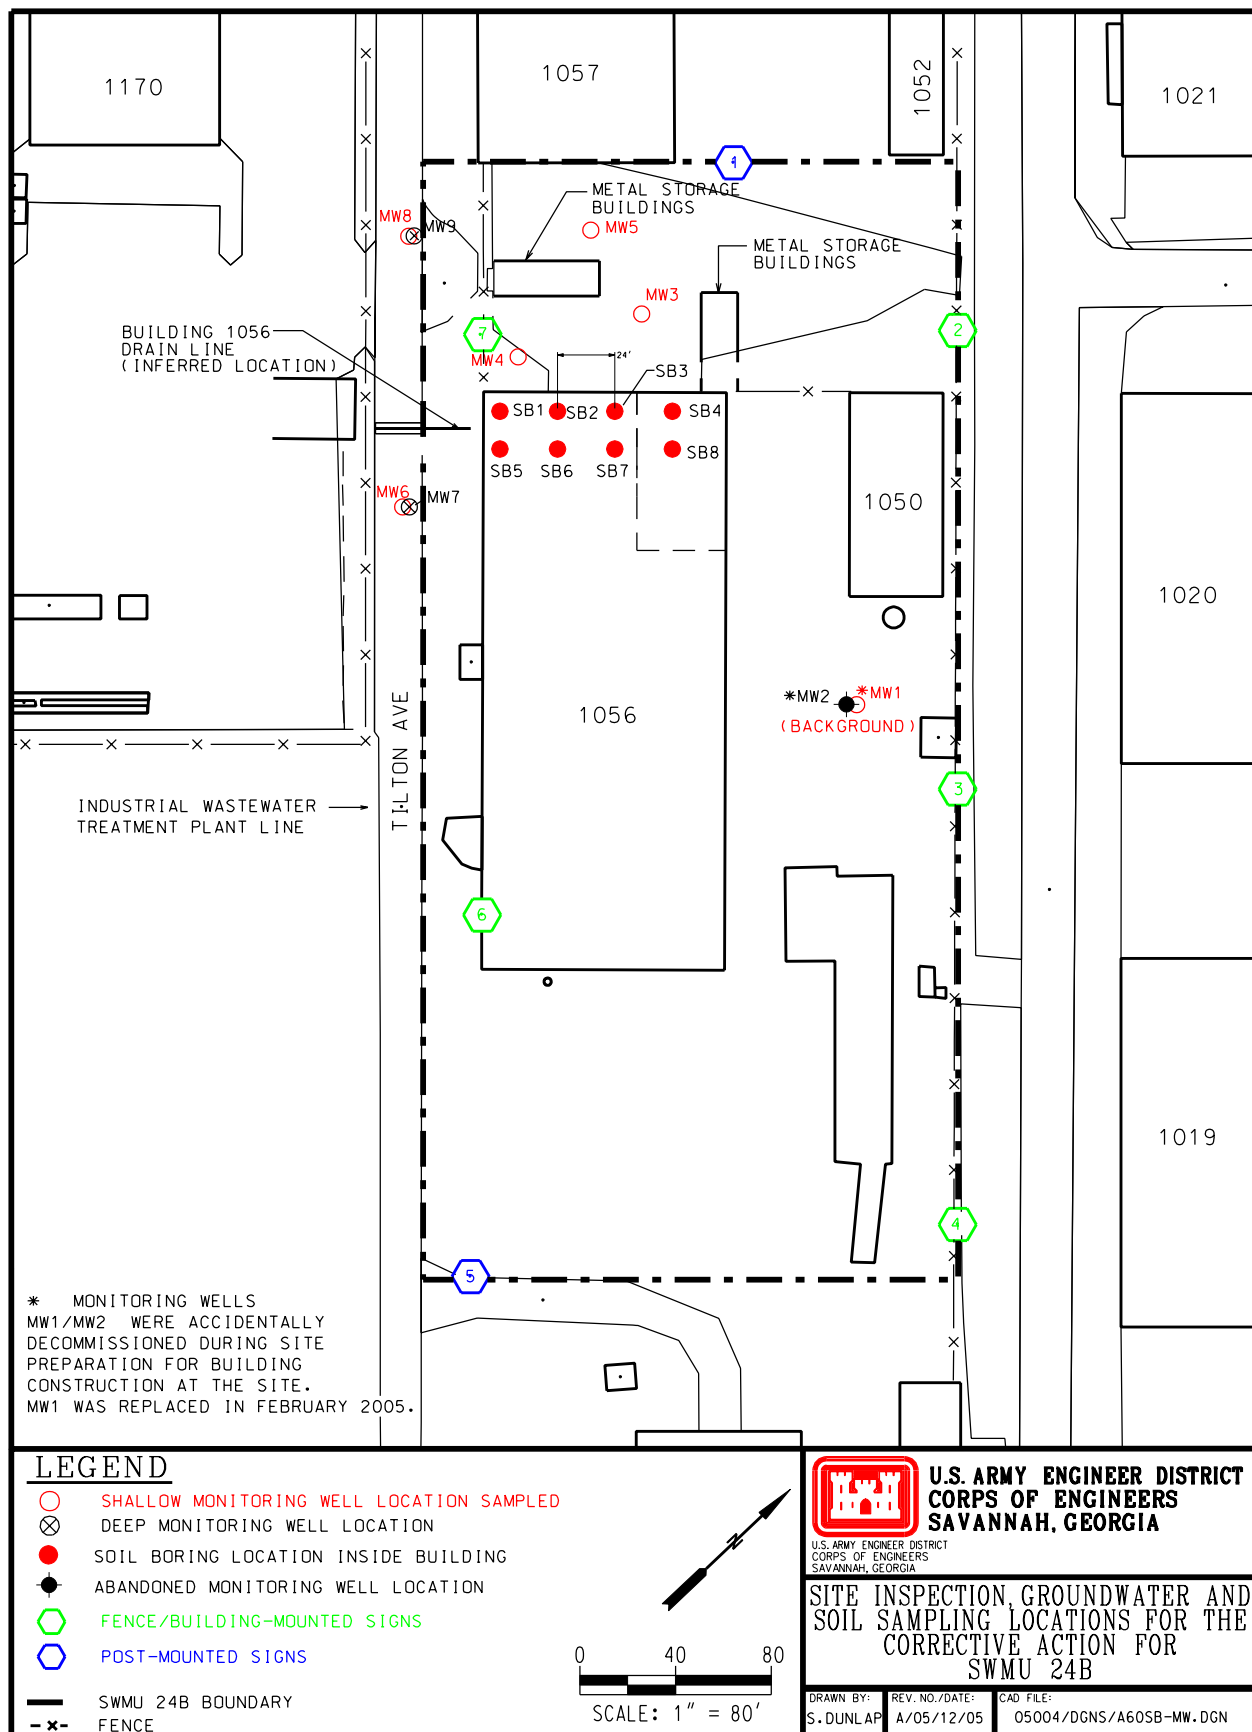 1170
1057
1052
1021
1
METAL STORAGE
BUILDINGS
MW8
MW9
MW5
METAL STORAGE
BUILDINGS
MW3
BUILDING 1056
DRAIN LINE
(INFERRED LOCATION)
7
2
MW4
24'
SB3
SB1
SB2
SB4
SB5
SB6
SB7
SB8
MW6
MW7
1050
1020
*MW2
*MW1
(BACKGROUND)
1056
TILTON AVE
3
INDUSTRIAL WASTEWATER
TREATMENT PLANT LINE
6
1019
4
5
* MONITORING WELLS
MW1/MW2 WERE ACCIDENTALLY
DECOMMISSIONED DURING SITE
PREPARATION FOR BUILDING
CONSTRUCTION AT THE SITE.
MW1 WAS REPLACED IN FEBRUARY 2005.
LEGEND
SHALLOW MONITORING WELL LOCATION SAMPLED
DEEP MONITORING WELL LOCATION
SOIL BORING LOCATION INSIDE BUILDING
ABANDONED MONITORING WELL LOCATION
FENCE/BUILDING-MOUNTED SIGNS
POST-MOUNTED SIGNS
SWMU 24B BOUNDARY
FENCE
N
0 40 80
SCALE: 1" = 80'
U.S. ARMY ENGINEER DISTRICT
CORPS OF ENGINEERS
SAVANNAH, GEORGIA
U.S. ARMY ENGINEER DISTRICT
CORPS OF ENGINEERS
SAVANNAH, GEORGIA
SITE INSPECTION, GROUNDWATER AND
SOIL SAMPLING LOCATIONS FOR THE
CORRECTIVE ACTION FOR
SWMU 24B
DRAWN BY:
S. DUNLAP
REV. NO./DATE:
A/05/12/05
CAD FILE:
05004/DGNS/A60SB-MW.DGN